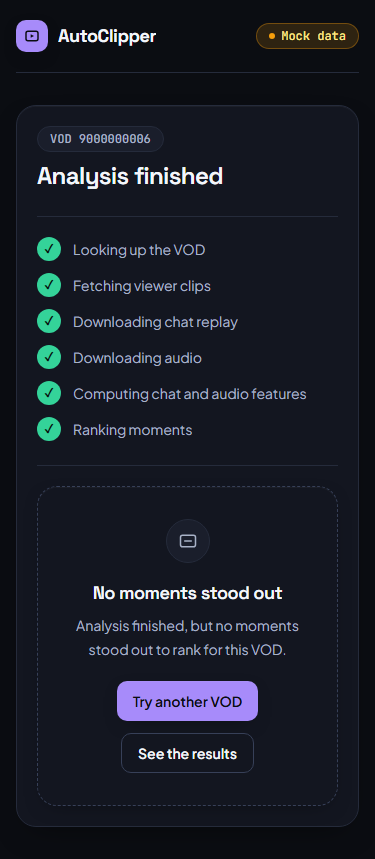 AutoClipper
Mock data
VOD 9000000006
Analysis finished
Looking up the VOD
Fetching viewer clips
Downloading chat replay
Downloading audio
Computing chat and audio features
Ranking moments
No moments stood out
Analysis finished, but no moments
stood out to rank for this VOD.
Try another VOD
See the results